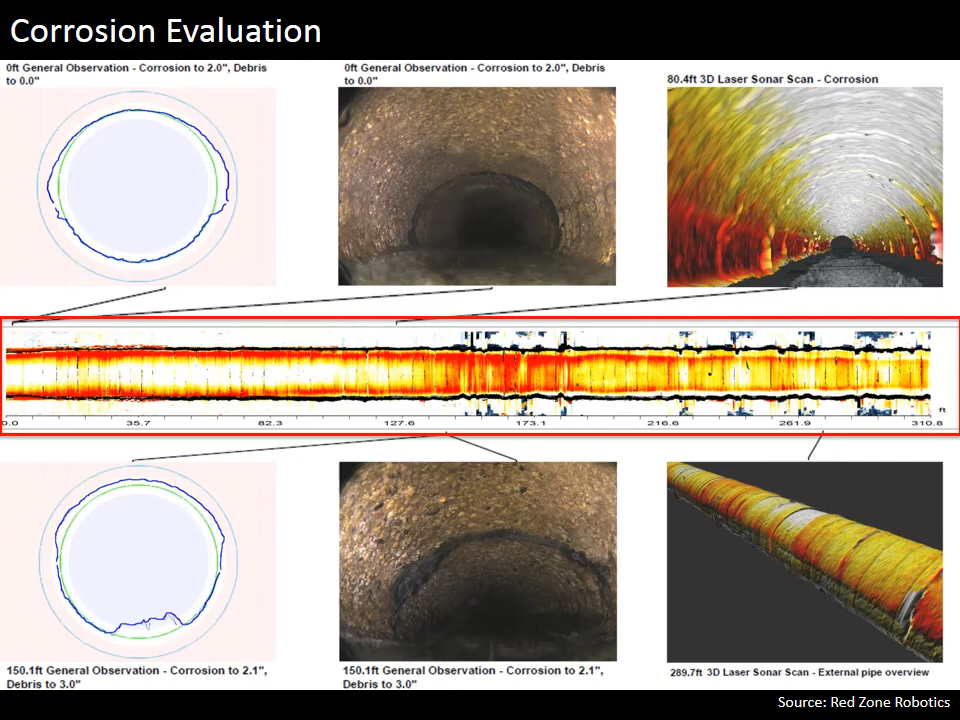 Corrosion Evaluation
0ft General Observation - Corrosion to 2.0", Debris
to 0.0"
0ft General Observation - Corrosion to 2.0", Debris
to 0.0"
80.4ft 3D Laser Sonar Scan - Corrosion
ft
0.0 35.7 82.3 127.6 173.1 216.6 261.9 310.8
150.1ft General Observation - Corrosion to 2.1",
Debris to 3.0"
150.1ft General Observation - Corrosion to 2.1",
Debris to 3.0"
289.7ft 3D Laser Sonar Scan - External pipe overview
Source: Red Zone Robotics